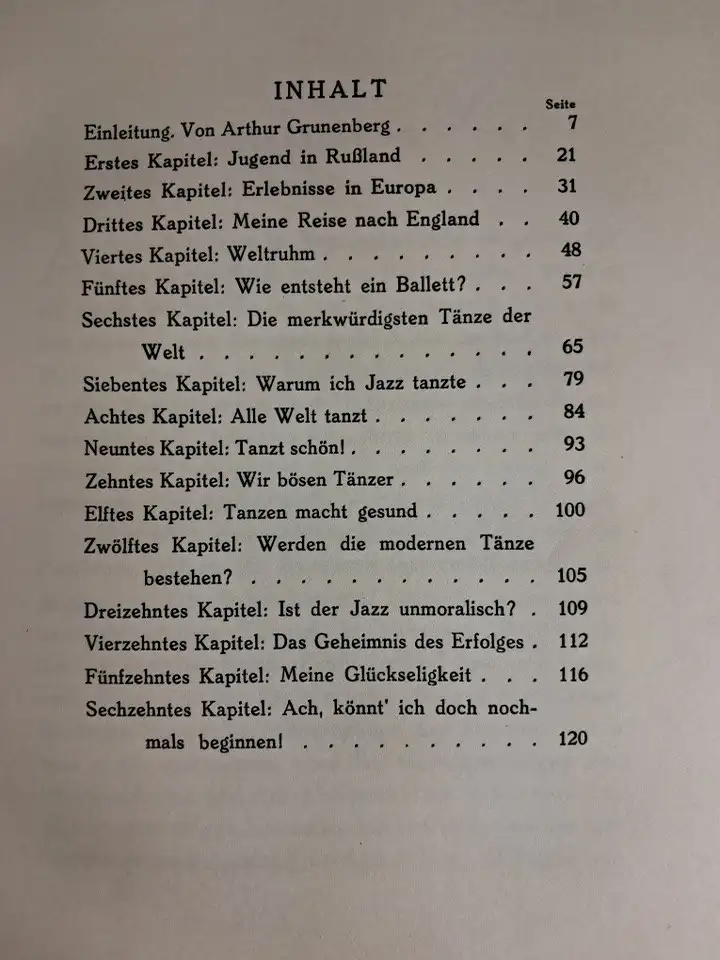 INHALT
Seite
Einleitung. Von Arthur Grunenberg . . . . . . 7
Erstes Kapitel: Jugend in Rußland . . . . . 21
Zweites Kapitel: Erlebnisse in Europa . . . . 31
Drittes Kapitel: Meine Reise nach England . . 40
Viertes Kapitel: Weltruhm . . . . . . . . . 48
Fünftes Kapitel: Wie entsteht ein Ballett? . . . 57
Sechstes Kapitel: Die merkwürdigsten Tänze der
Welt . . . . . . . . . . . . . . 65
Siebentes Kapitel: Warum ich Jazz tanzte . . . 79
Achtes Kapitel: Alle Welt tanzt . . . . . . . 84
Neuntes Kapitel: Tanzt schön! . . . . . . . . 93
Zehntes Kapitel: Wir bösen Tänzer . . . . . . 96
Elftes Kapitel: Tanzen macht gesund . . . . . 100
Zwölftes Kapitel: Werden die modernen Tänze
bestehen? . . . . . . . . . . . . 105
Dreizehntes Kapitel: Ist der Jazz unmoralisch? . 109
Vierzehntes Kapitel: Das Geheimnis des Erfolges . 112
Fünfzehntes Kapitel: Meine Glückseligkeit . . . 116
Sechzehntes Kapitel: Ach, könnt' ich doch noch-
mals beginnen! . . . . . . . . . . 120